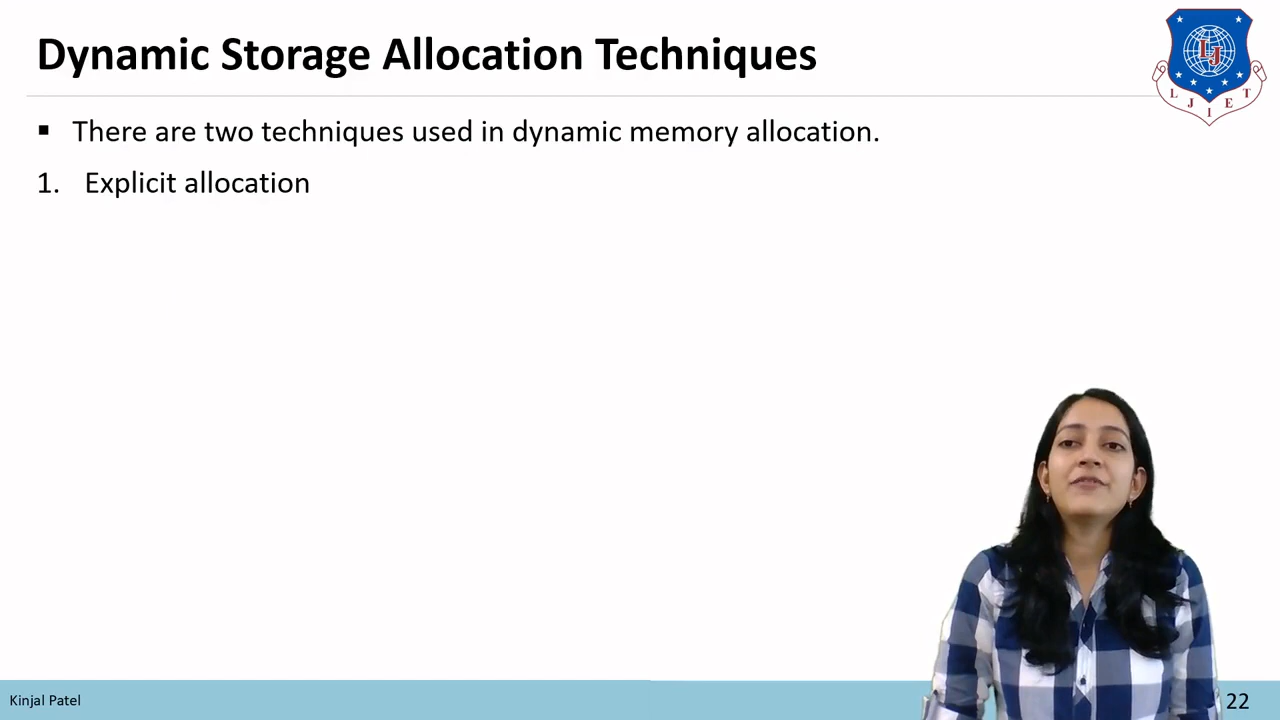 Dynamic Storage Allocation Techniques
LJ
L J I E T
▪ There are two techniques used in dynamic memory allocation.
1. Explicit allocation
Kinjal Patel
22